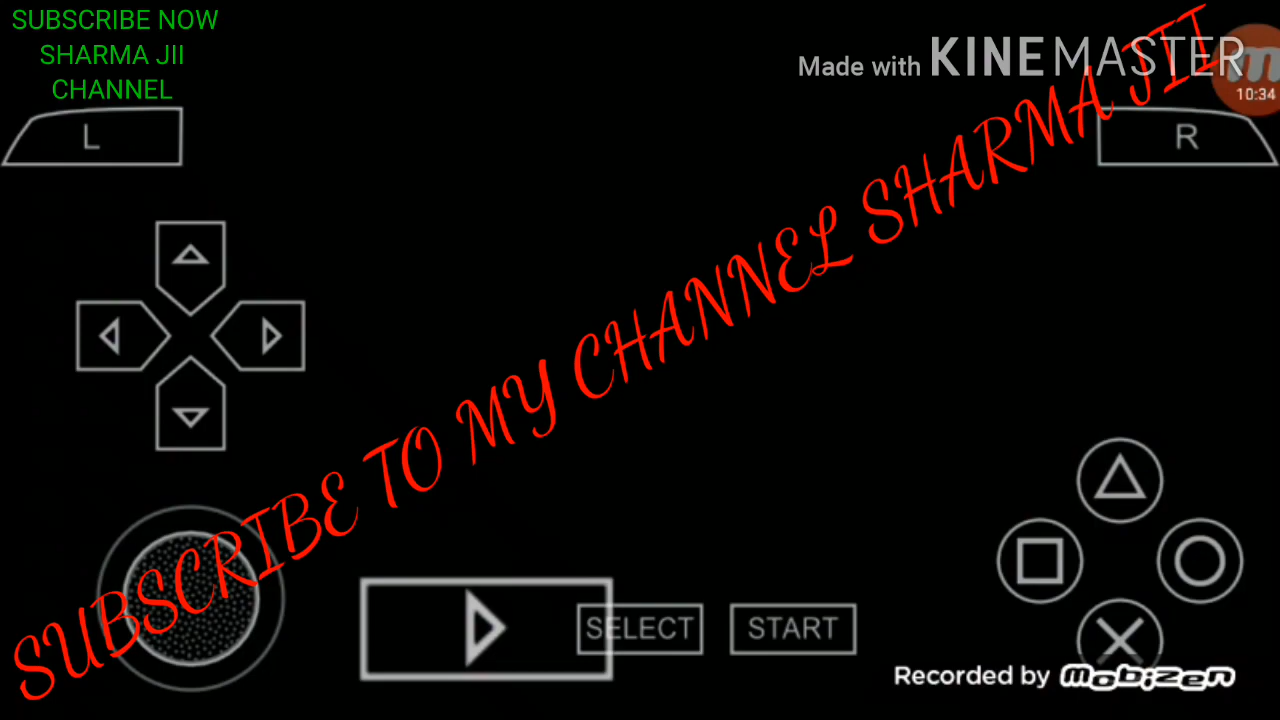 SUBSCRIBE NOW
SHARMA JII
CHANNEL
Made with KINEMASTER
10:34
L
R
SUBSCRIBE TO MY CHANNEL SHARMA JII
SELECT
START
Recorded by mobizen